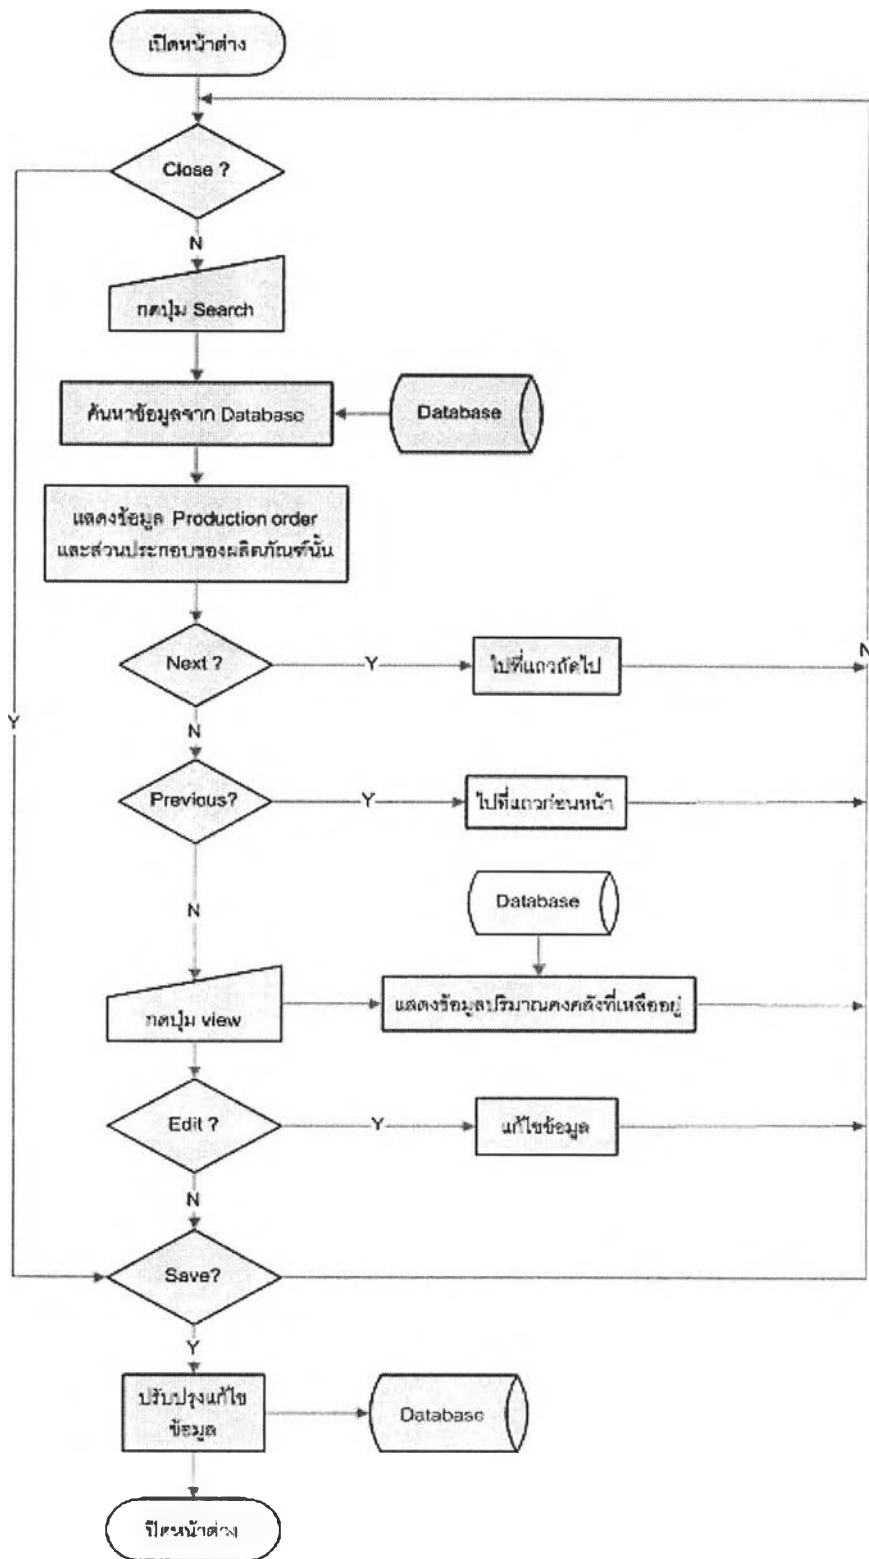 เปิดหน้าต่าง
Close ?
N
กดปุ่ม Search
ค้นหาข้อมูลจาก Database
Database
แสดงข้อมูล Production order
และส่วนประกอบของผลิตภัณฑ์นั้น
Next ?
Y
ไปที่แถวถัดไป
N
Y
N
Previous?
Y
ไปที่แถวก่อนหน้า
Database
N
กดปุ่ม view
แสดงข้อมูลปริมาณคงคลังที่เหลืออยู่
Edit ?
Y
แก้ไขข้อมูล
N
Save?
Y
ปรับปรุงแก้ไข
ข้อมูล
Database
ปิดหน้าต่าง